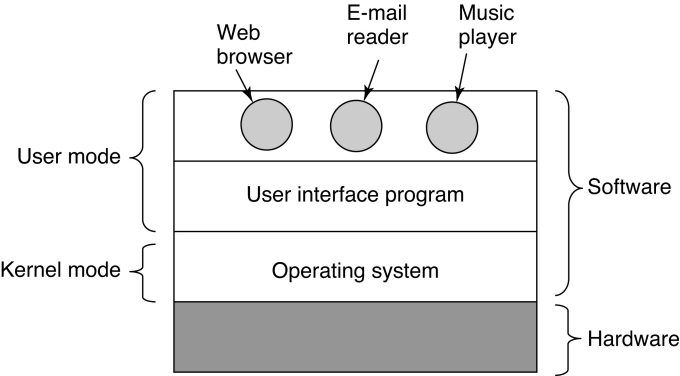 Web
browser
E-mail
reader
Music
player
User mode
User interface program
Software
Kernel mode
Operating system
Hardware